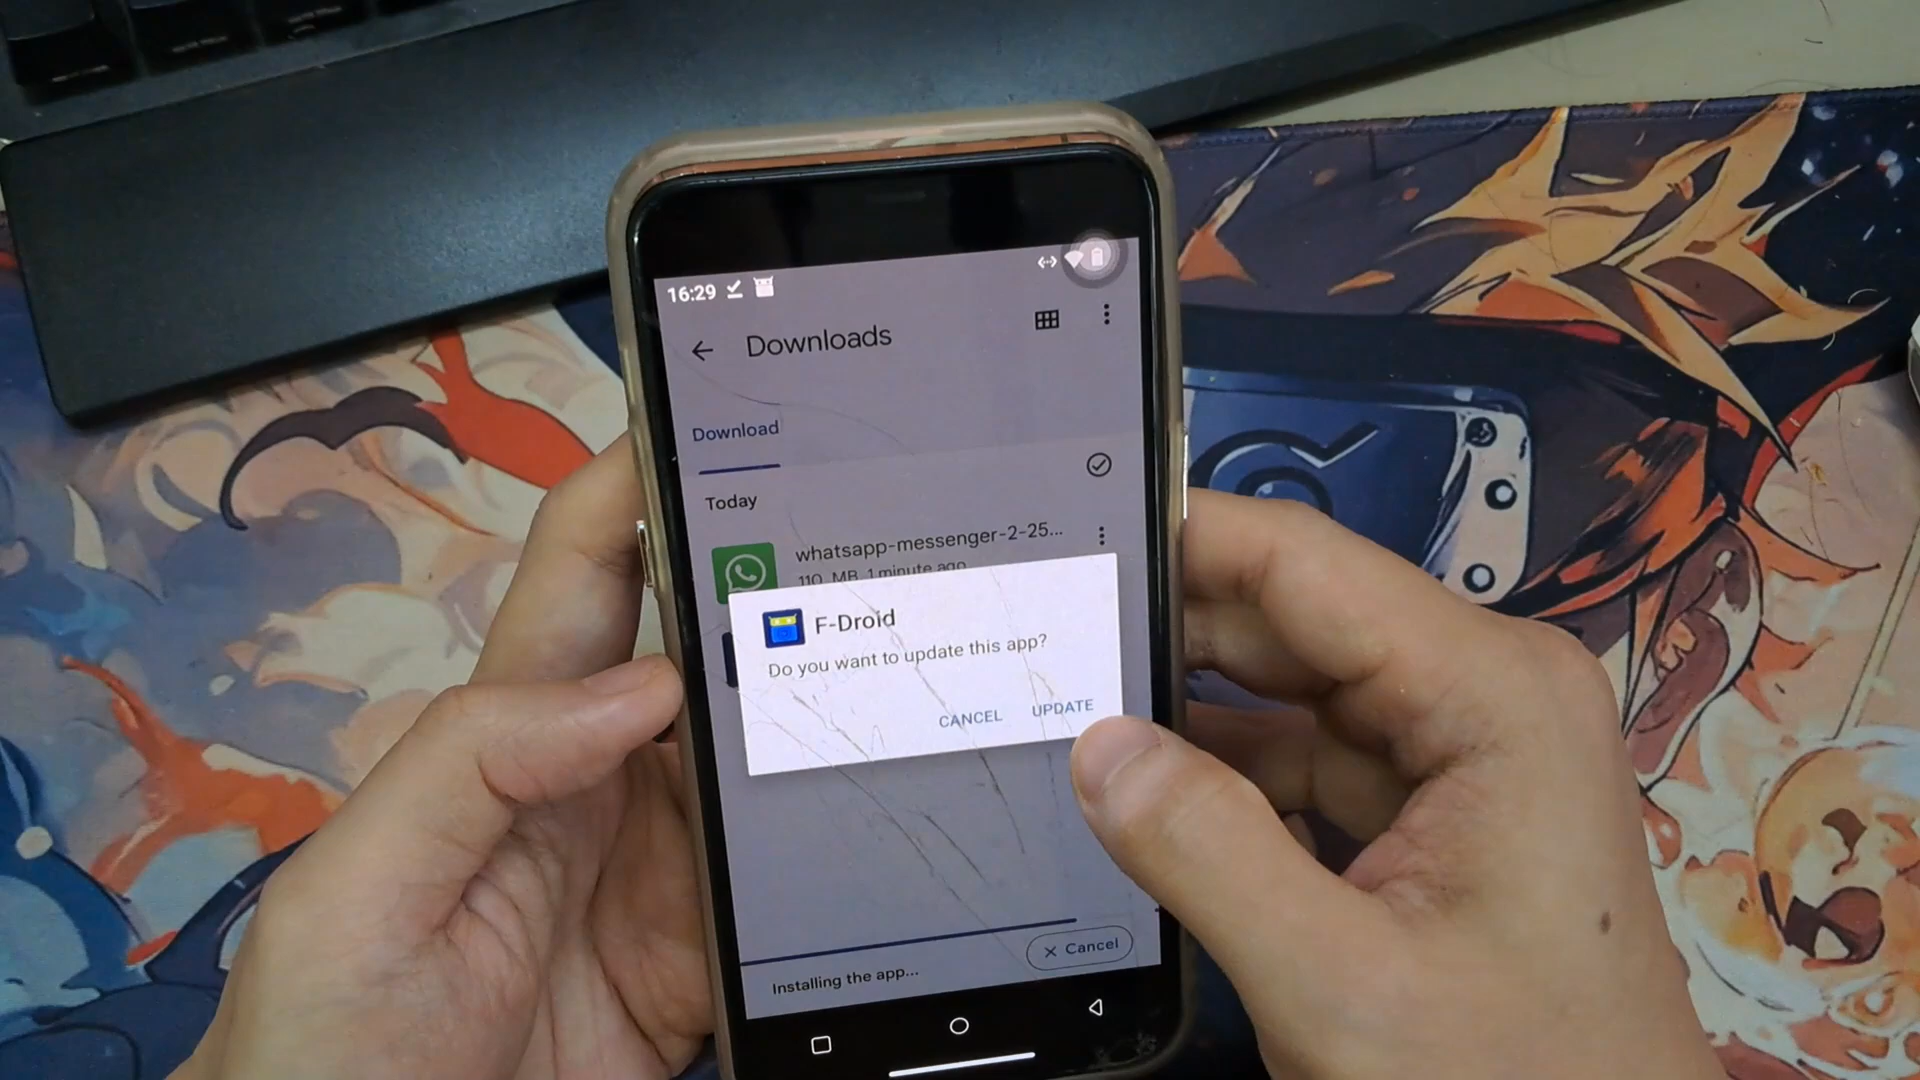 16:29
Downloads
Download
Today
whatsapp-messenger-2-25...
110 MB, 1 minute ago
F-Droid
Do you want to update this app?
CANCEL UPDATE
Cancel
Installing the app...